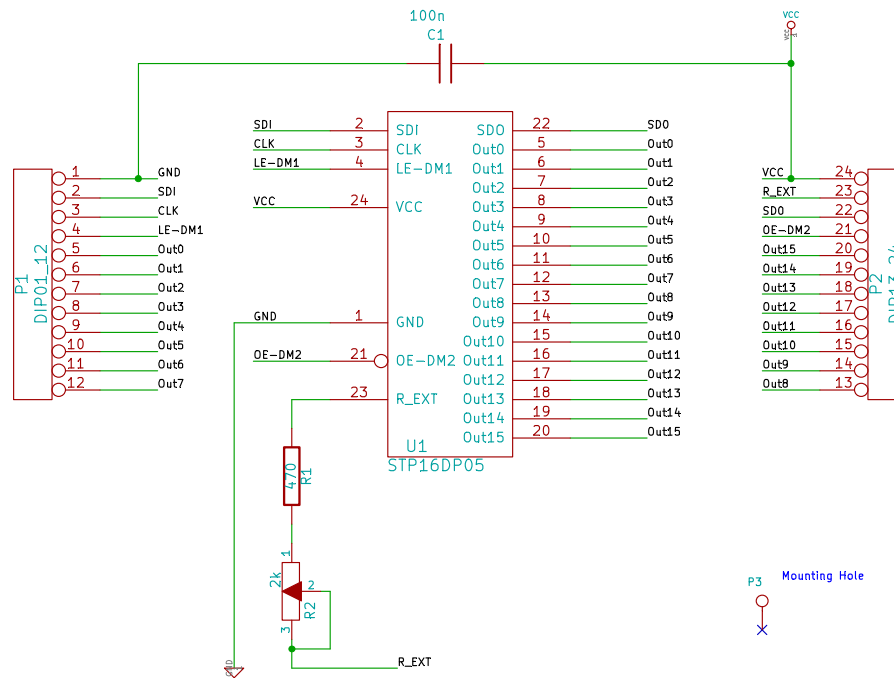 100n
C1
VCC
VCC
1
SDI 2 SDI
CLK 3 CLK
LE-DM1 4 LE-DM1
VCC 24 VCC
GND 1 GND
OE-DM2 21 OE-DM2
23 R_EXT
SDO 22 SDO
Out0 5 Out0
Out1 6 Out1
Out2 7 Out2
Out3 8 Out3
Out4 9 Out4
Out5 10 Out5
Out6 11 Out6
Out7 12 Out7
Out8 13 Out8
Out9 14 Out9
Out10 15 Out10
Out11 16 Out11
Out12 17 Out12
Out13 18 Out13
Out14 19 Out14
Out15 20 Out15
U1
STP16DP05
P1
DIP01_12
1 GND
2 SDI
3 CLK
4 LE-DM1
5 Out0
6 Out1
7 Out2
8 Out3
9 Out4
10 Out5
11 Out6
12 Out7
VCC 24
R_EXT 23
SDO 22
OE-DM2 21
Out15 20
Out14 19
Out13 18
Out12 17
Out11 16
Out10 15
Out9 14
Out8 13
P2
470
R1
1
2k
2
R2
3
R_EXT
GND
P3
Mounting Hole